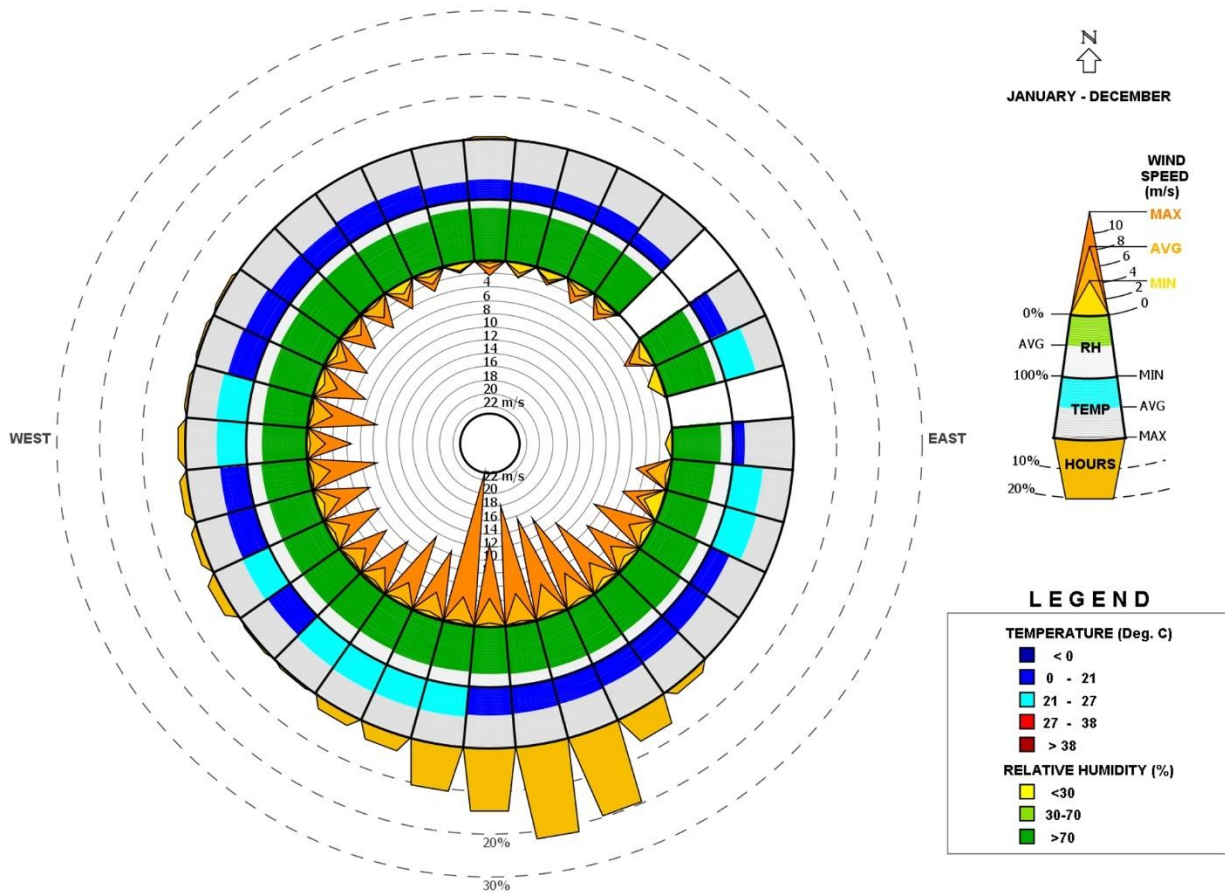 N
JANUARY - DECEMBER
WIND
SPEED
(m/s)
MAX
10
8
AVG
6
4
MIN
2
0
0%
AVG
RH
100%
MIN
TEMP
AVG
MAX
HOURS
10%
20%
4
6
8
10
12
14
16
18
20
22 m/s
WEST
EAST
22 m/s
20
18
16
14
12
10
20%
30%
LEGEND
TEMPERATURE (Deg. C)
< 0
0 - 21
21 - 27
27 - 38
> 38
RELATIVE HUMIDITY (%)
<30
30-70
>70